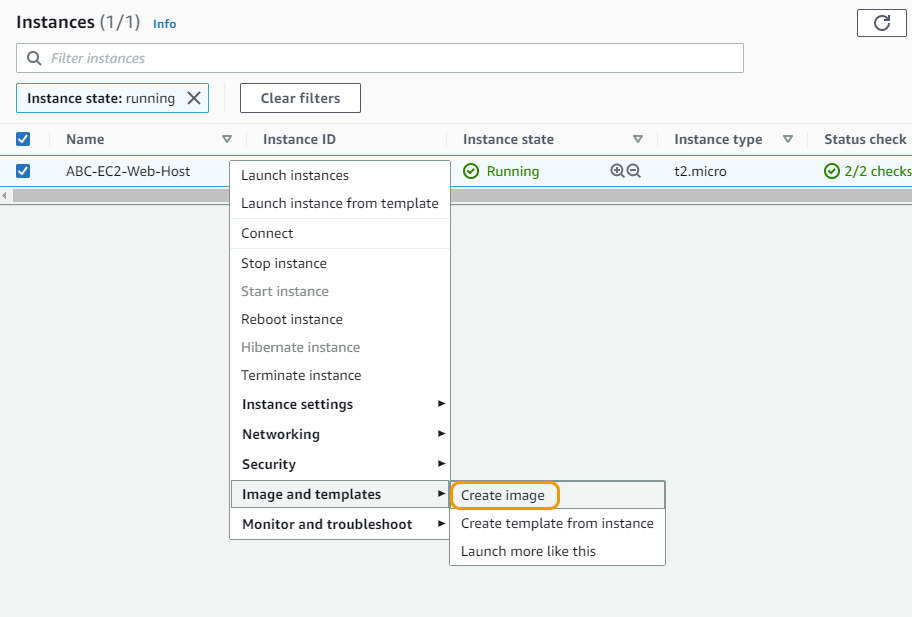 Instances (1/1) Info
Filter instances
Instance state: running
Clear filters
Name Instance ID Instance state Instance type Status check
ABC-EC2-Web-Host Running t2.micro 2/2 checks
Launch instances
Launch instance from template
Connect
Stop instance
Start instance
Reboot instance
Hibernate instance
Terminate instance
Instance settings
Networking
Security
Image and templates
Monitor and troubleshoot
Create image
Create template from instance
Launch more like this